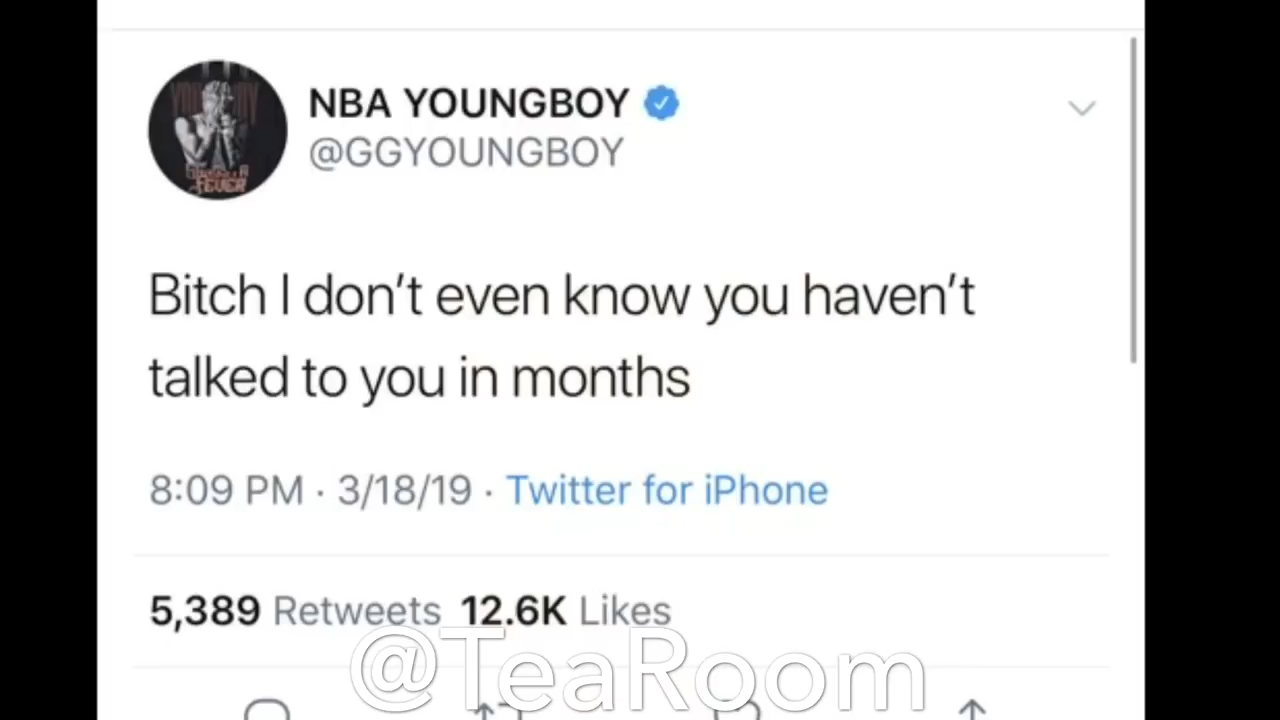 NBA YOUNGBOY
@GGYOUNGBOY
Bitch I don't even know you haven't
talked to you in months
8:09 PM · 3/18/19 · Twitter for iPhone
5,389 Retweets 12.6K Likes
@TeaRoom